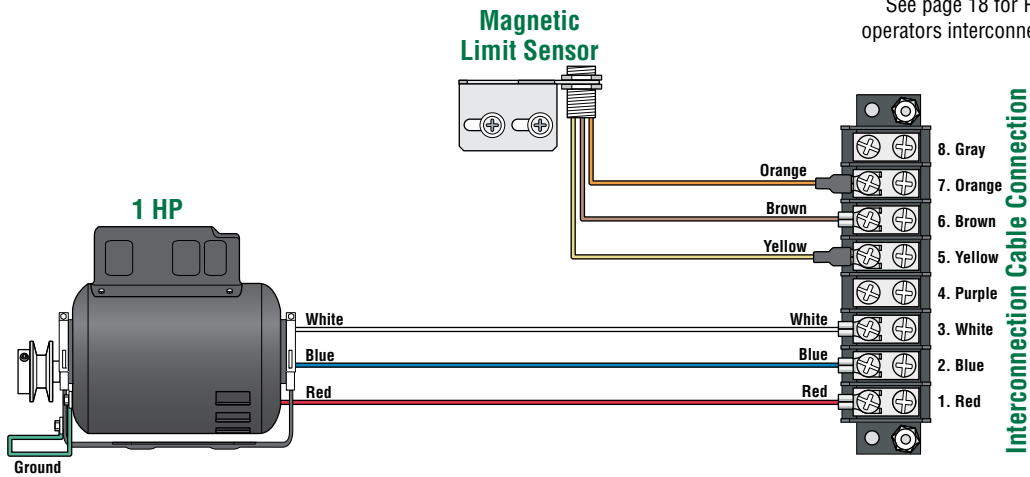 See page 18 for
operators
Magnetic
Limit Sensor
8. Gray
Orange
7. Orange
Brown
6. Brown
1 HP
Yellow
5. Yellow
4. Purple
White
White
3. White
Blue
Blue
2. Blue
Red
Red
1. Red
Ground
Interconnection Cable Connection